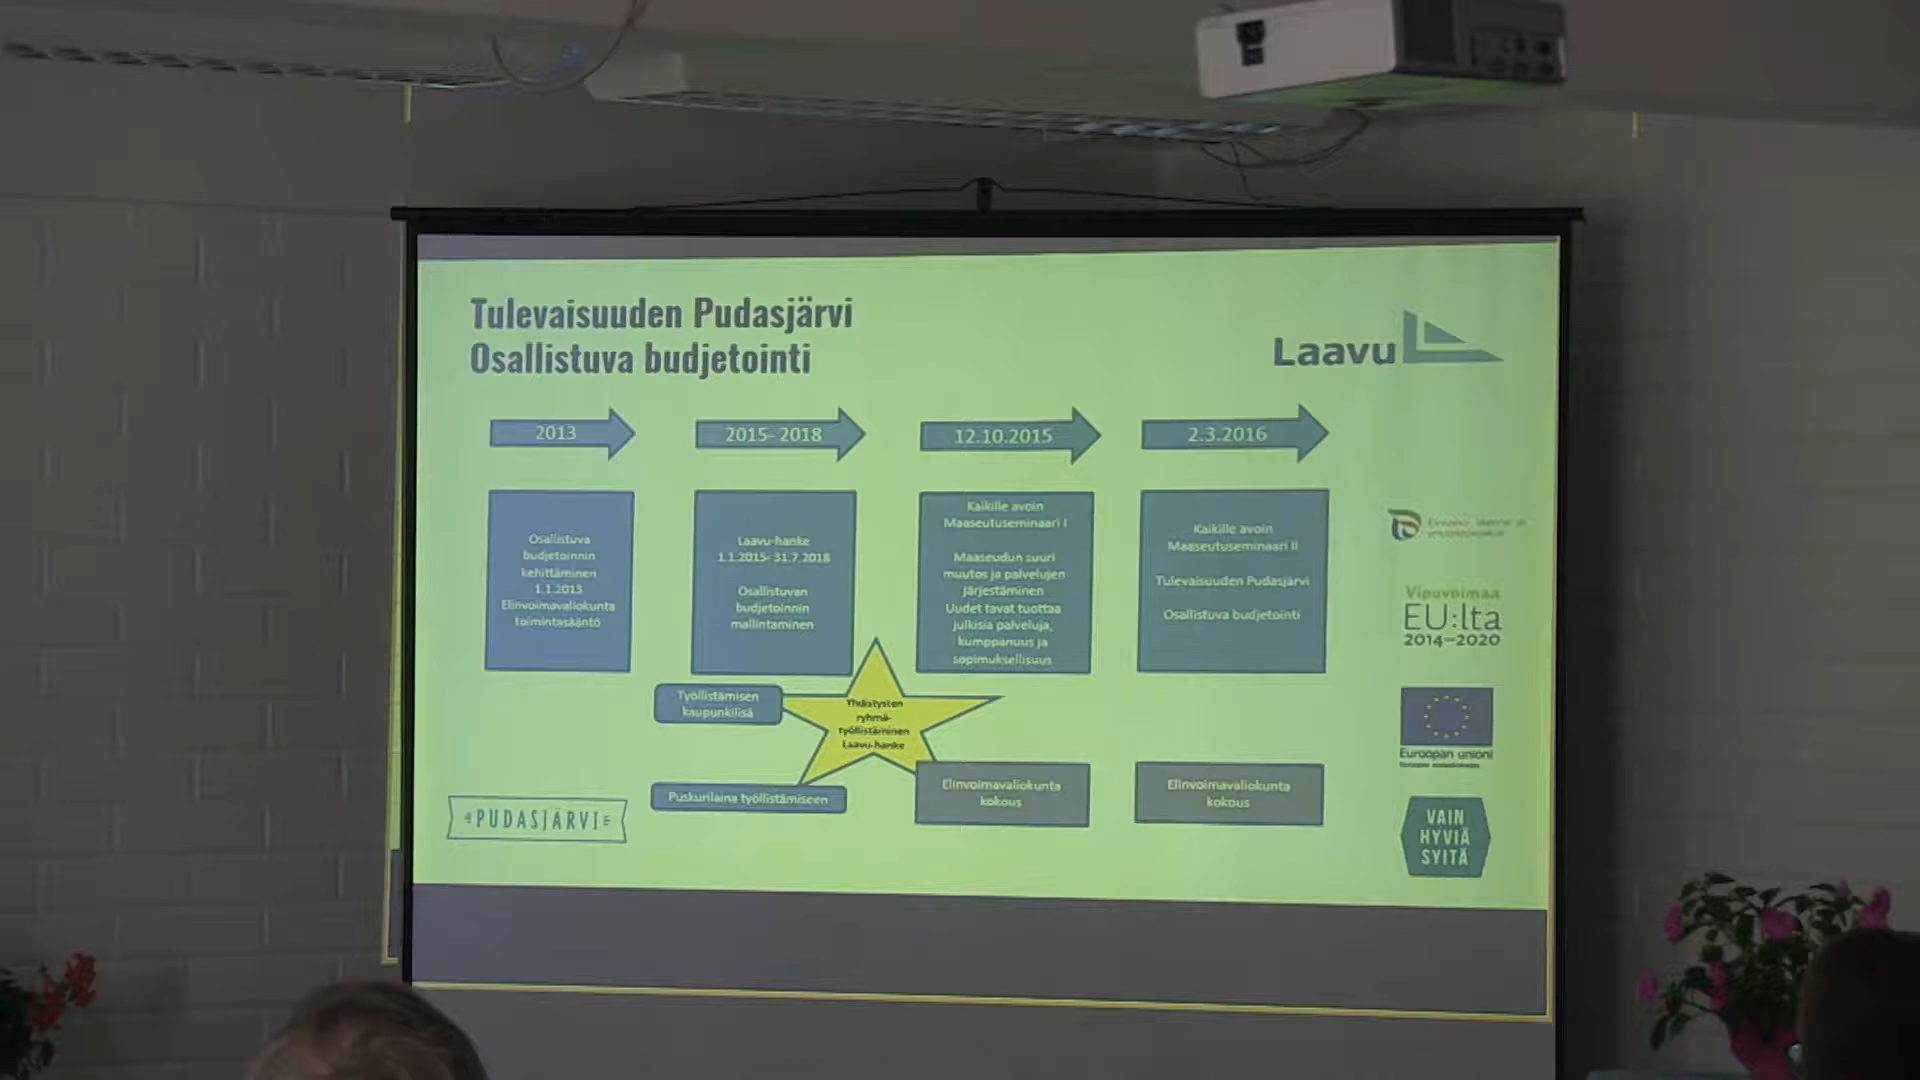 Tulevaisuuden Pudasjärvi
Osallistuva budjetointi
Laavu
2013
2015- 2018
12.10.2015
2.3.2016
Osallistuva
budjetoinnin
kehittäminen
1.1.2013
Elinvoimavaliokunta
toimintasääntö
Laavu-hanke
1.1.2015- 31.7.2018
Osallistuvan
budjetoinnin
mallintaminen
Kaikille avoin
Maaseutuseminaari I
Maaseudun suuri
muutos ja palvelujen
järjestäminen
Uudet tavat tuottaa
julkisia palveluja,
kumppanuus ja
sopimuksellisuus
Kaikille avoin
Maaseutuseminaari II
Tulevaisuuden Pudasjärvi
Osallistuva budjetointi
Työllistämisen
kaupunkilisä
Yhdistysten
ryhmä-
työllistäminen
Laavu-hanke
Puskurilaina työllistämiseen
Elinvoimavaliokunta
kokous
Elinvoimavaliokunta
kokous
PUDASJÄRVI
Vipuvoimaa
EU:lta
2014–2020
Euroopan unioni
VAIN
HYVIÄ
SYITÄ